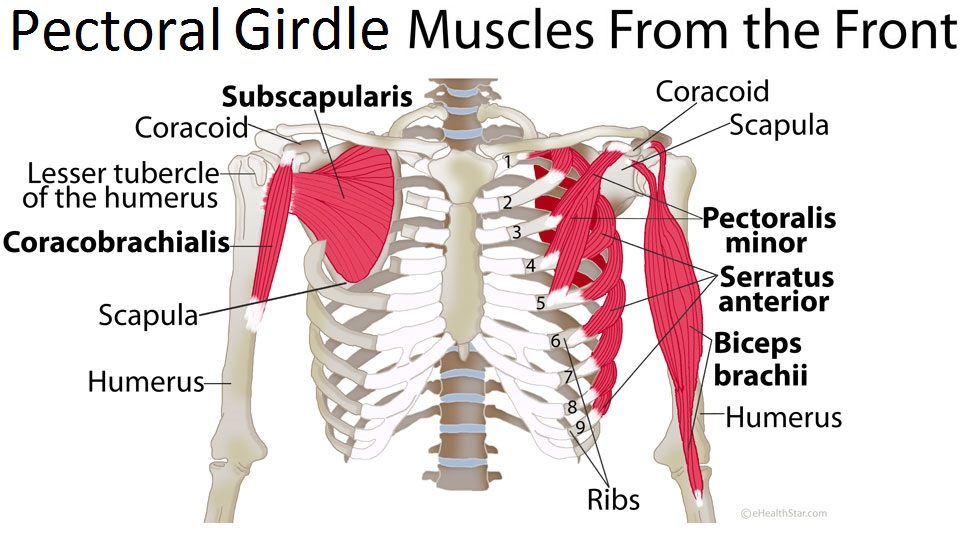 Pectoral Girdle Muscles From the Front
Subscapularis
Coracoid
Lesser tubercle
of the humerus
Coracobrachialis
Scapula
Humerus
Coracoid
Scapula
Pectoralis
minor
Serratus
anterior
Biceps
brachii
Humerus
1
2
3
4
5
6
7
8
9
Ribs
©eHealthStar.com